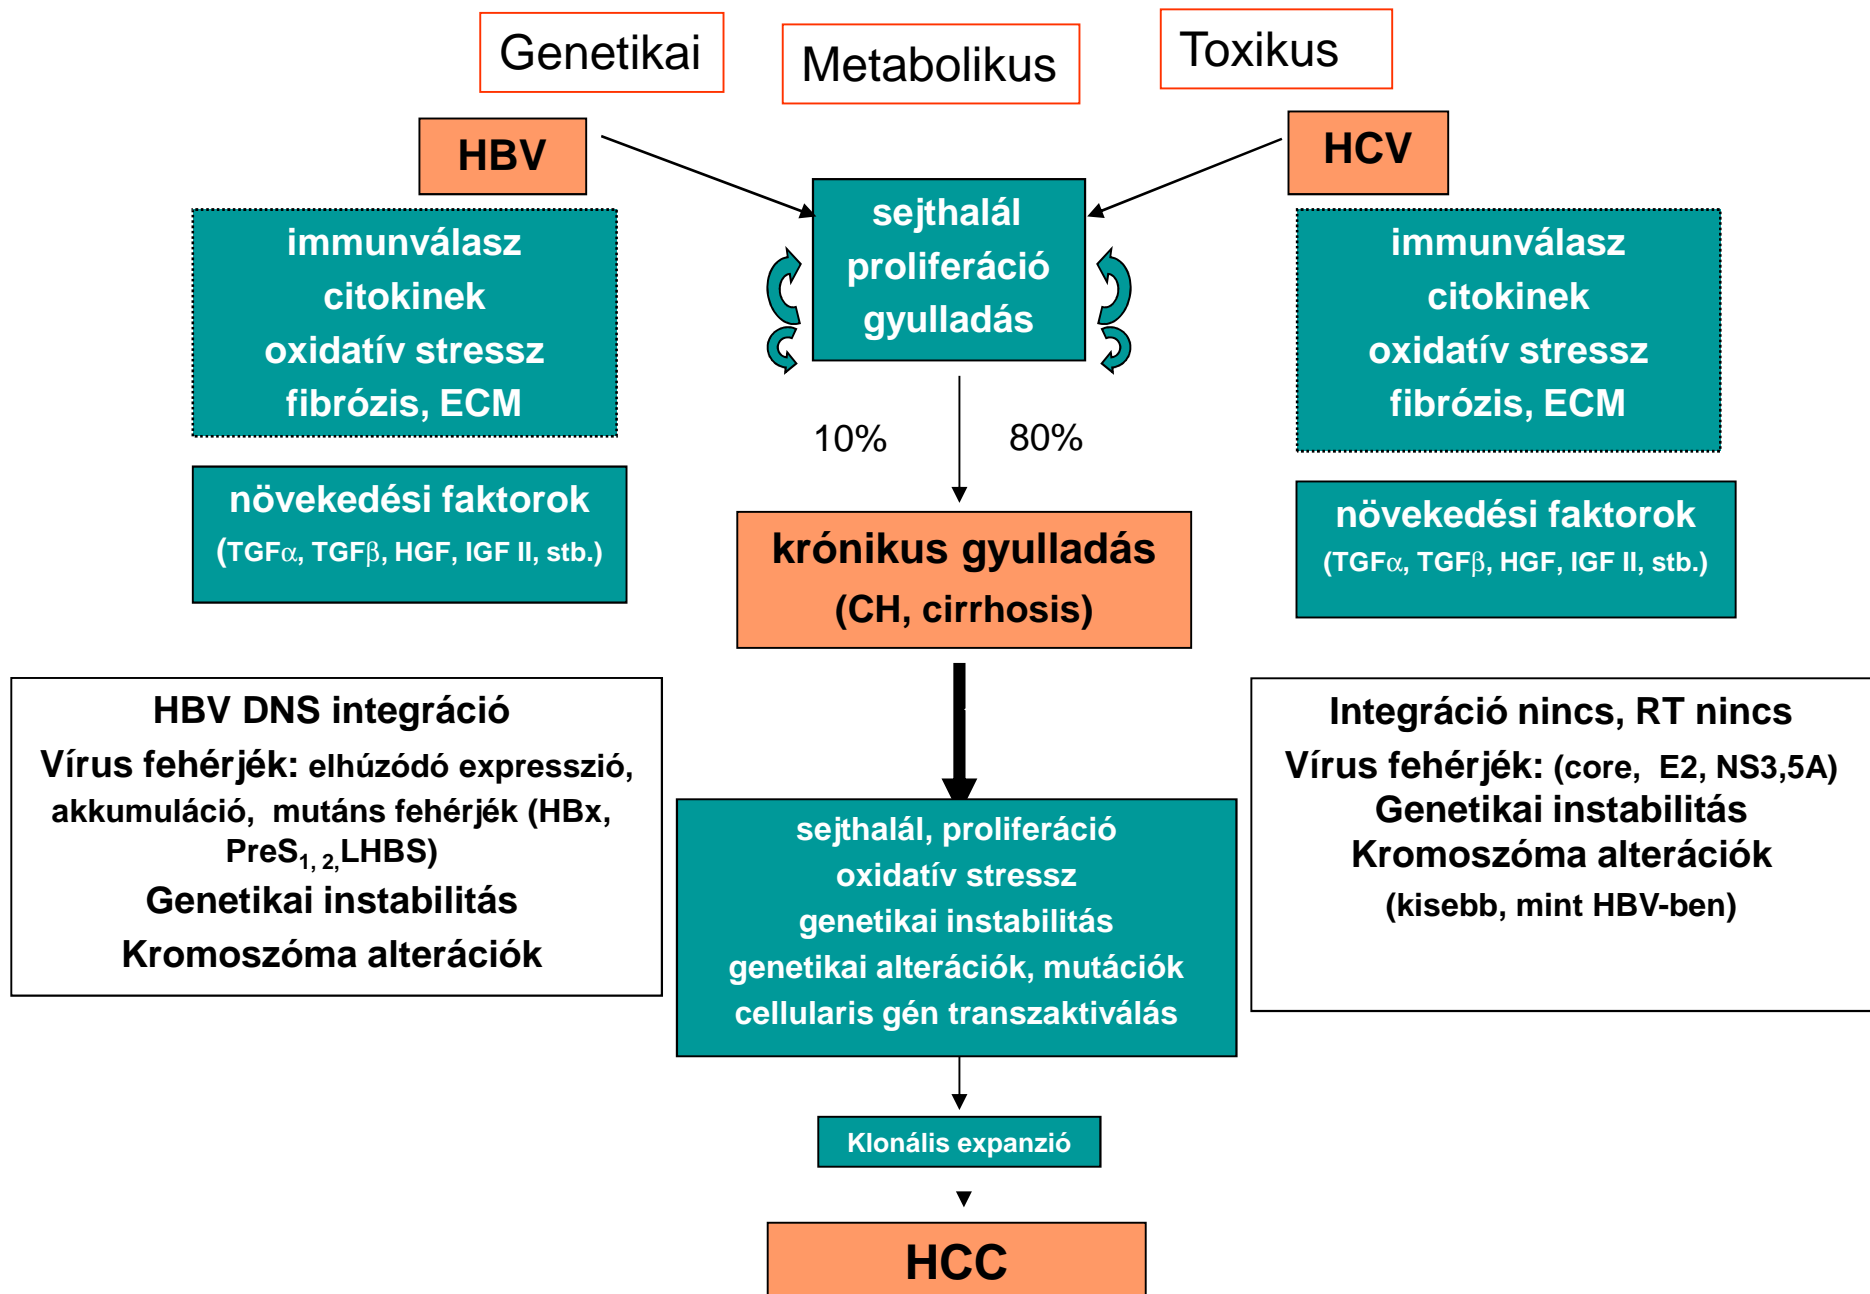 Genetikai
Metabolikus
Toxikus
HBV
HCV
immunválasz
citokinek
oxidatív stressz
fibrózis, ECM
sejthalál
proliferáció
gyulladás
immunválasz
citokinek
oxidatív stressz
fibrózis, ECM
10%
80%
növekedési faktorok
(TGFα, TGFβ, HGF, IGF II, stb.)
krónikus gyulladás
(CH, cirrhosis)
növekedési faktorok
(TGFα, TGFβ, HGF, IGF II, stb.)
HBV DNS integráció
Vírus fehérjék: elhúzódó expresszió,
akkumuláció, mutáns fehérjék (HBx,
PreS1, 2,LHBS)
Genetikai instabilitás
Kromoszóma alterációk
Integráció nincs, RT nincs
Vírus fehérjék: (core, E2, NS3,5A)
Genetikai instabilitás
Kromoszóma alterációk
(kisebb, mint HBV-ben)
sejthalál, proliferáció
oxidatív stressz
genetikai instabilitás
genetikai alterációk, mutációk
cellularis gén transzaktiválás
Klonális expanzió
HCC